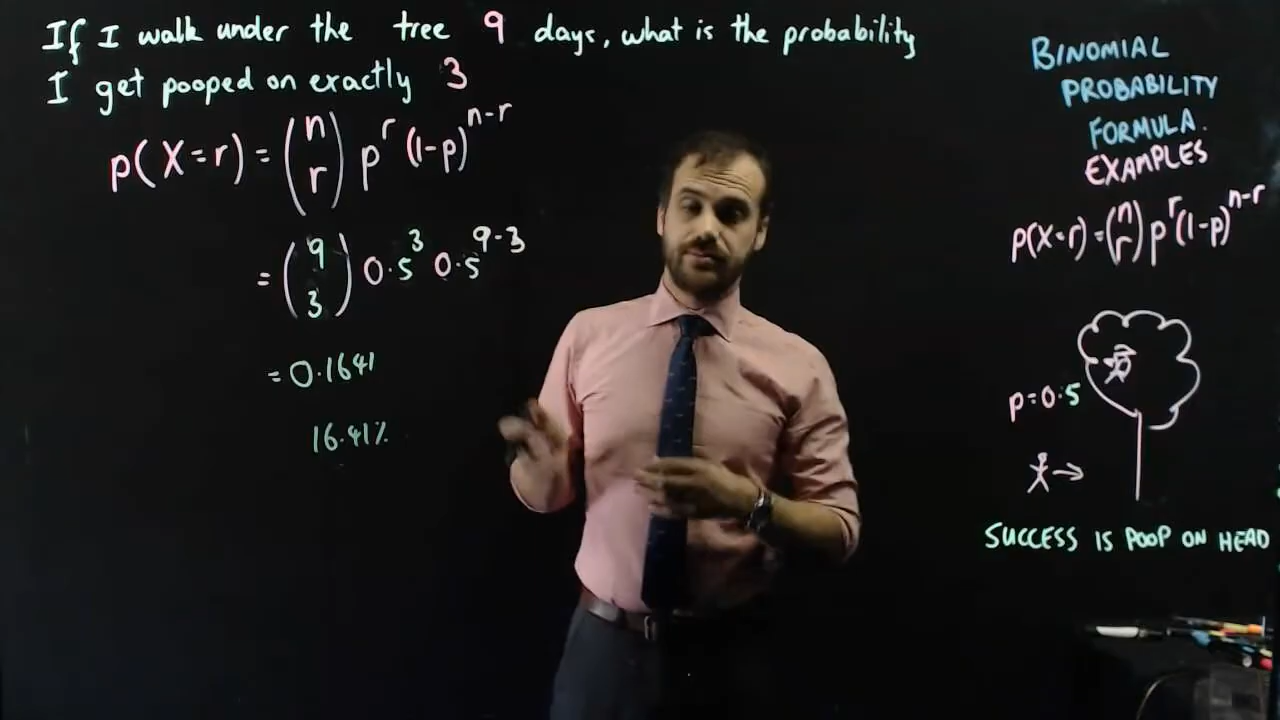 If I walk under the tree 9 days, what is the probability
I get pooped on exactly 3
p(X=r) = (n r) p^r (1-p)^n-r
= (9 3) 0.5^3 0.5^9-3
= 0.1641
16.41%
BINOMIAL
PROBABILITY
FORMULA.
EXAMPLES
p(X=r) = (n r) p^r (1-p)^n-r
p=0.5
SUCCESS IS POOP ON HEAD